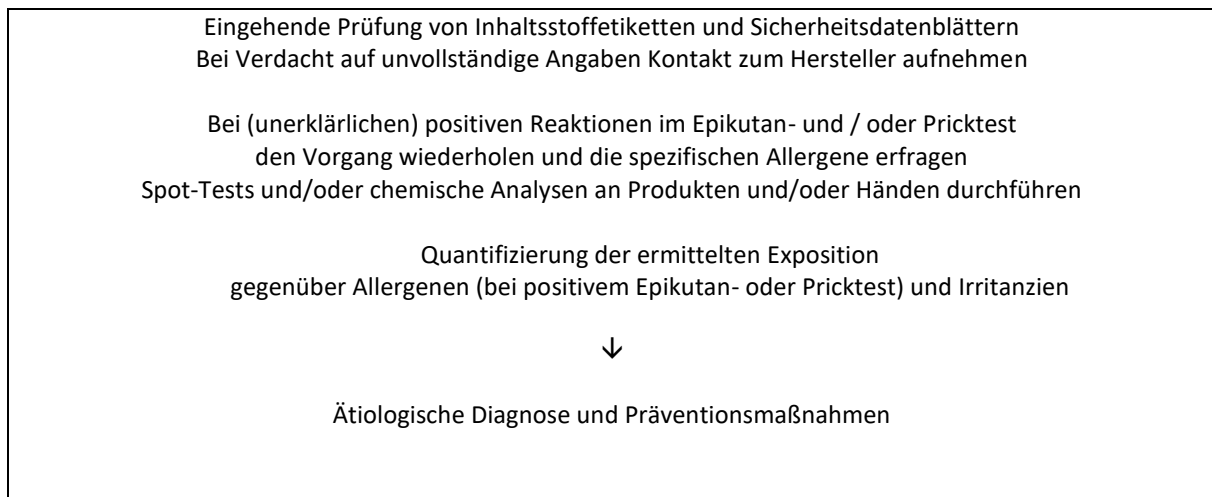 Eingehende Prüfung von Inhaltsstoffetiketten und Sicherheitsdatenblättern
Bei Verdacht auf unvollständige Angaben Kontakt zum Hersteller aufnehmen
Bei (unerklärlichen) positiven Reaktionen im Epikutan- und / oder Pricktest
den Vorgang wiederholen und die spezifischen Allergene erfragen
Spot-Tests und/oder chemische Analysen an Produkten und/oder Händen durchführen
Quantifizierung der ermittelten Exposition
gegenüber Allergenen (bei positivem Epikutan- oder Pricktest) und Irritanzien
↓
Ätiologische Diagnose und Präventionsmaßnahmen